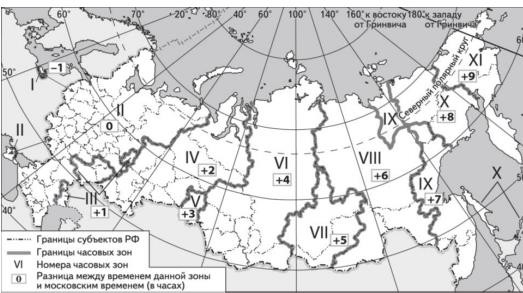 60° 70° 20° -80° 100° 140° 160° к востоку 180° к западу
от Гринвича от Гринвича
Северный полярный круг
50°
40°
I -1
II
0
II
III
+1
IV
+2
V
+3
VI
+4
VII +5
VIII
+6
IX
IX
+7
X
+8
XI
+9
X
Границы субъектов РФ
Границы часовых зон
VI Номера часовых зон
0 Разница между временем данной зоны
и московским временем (в часах)